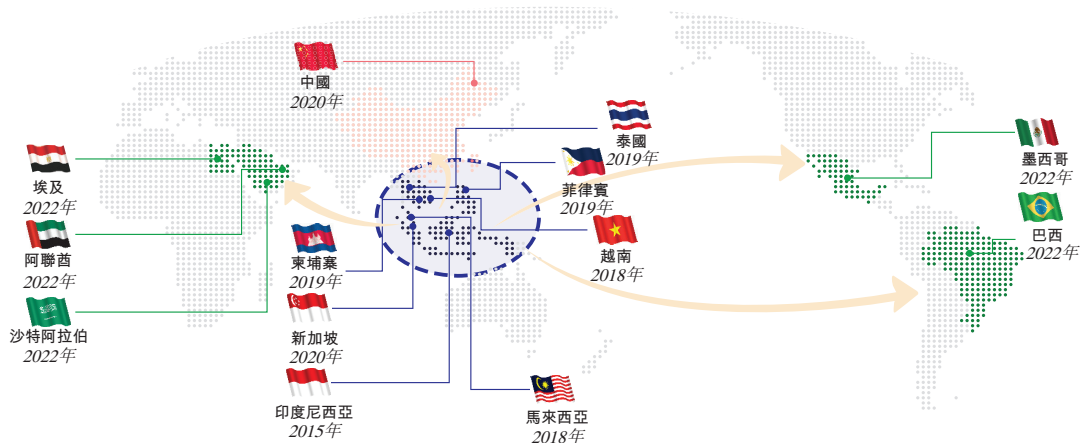 中國
2020年
泰國
2019年
菲律賓
2019年
越南
2018年
埃及
2022年
阿聯酋
2022年
沙特阿拉伯
2022年
柬埔寨
2019年
新加坡
2020年
印度尼西亞
2015年
馬來西亞
2018年
墨西哥
2022年
巴西
2022年